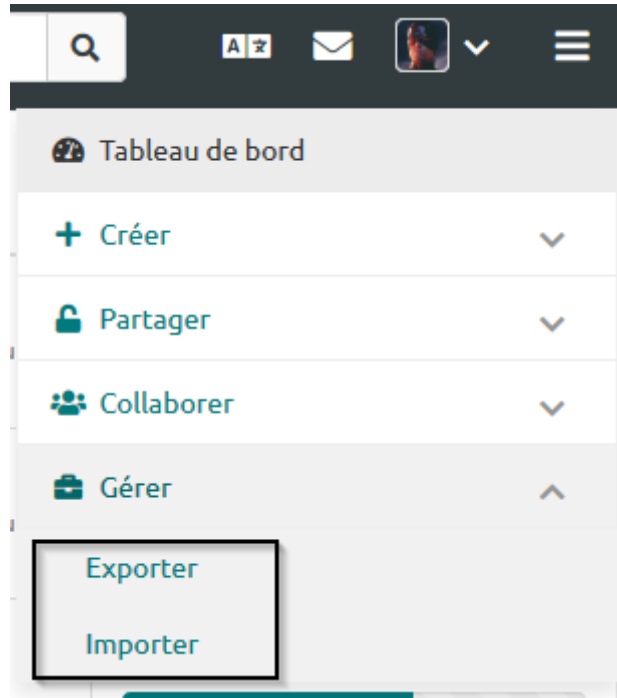 Tableau de bord
Créer
Partager
Collaborer
Gérer
Exporter
Importer